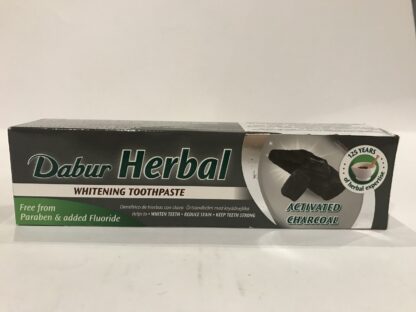 Dabur Herbal
WHITENING TOOTHPASTE
Free from
Paraben & added Fluoride
Helps to • WHITEN TEETH • REDUCE STAIN • KEEP TEETH STRONG
125 YEARS
of herbal expertise
ACTIVATED
CHARCOAL